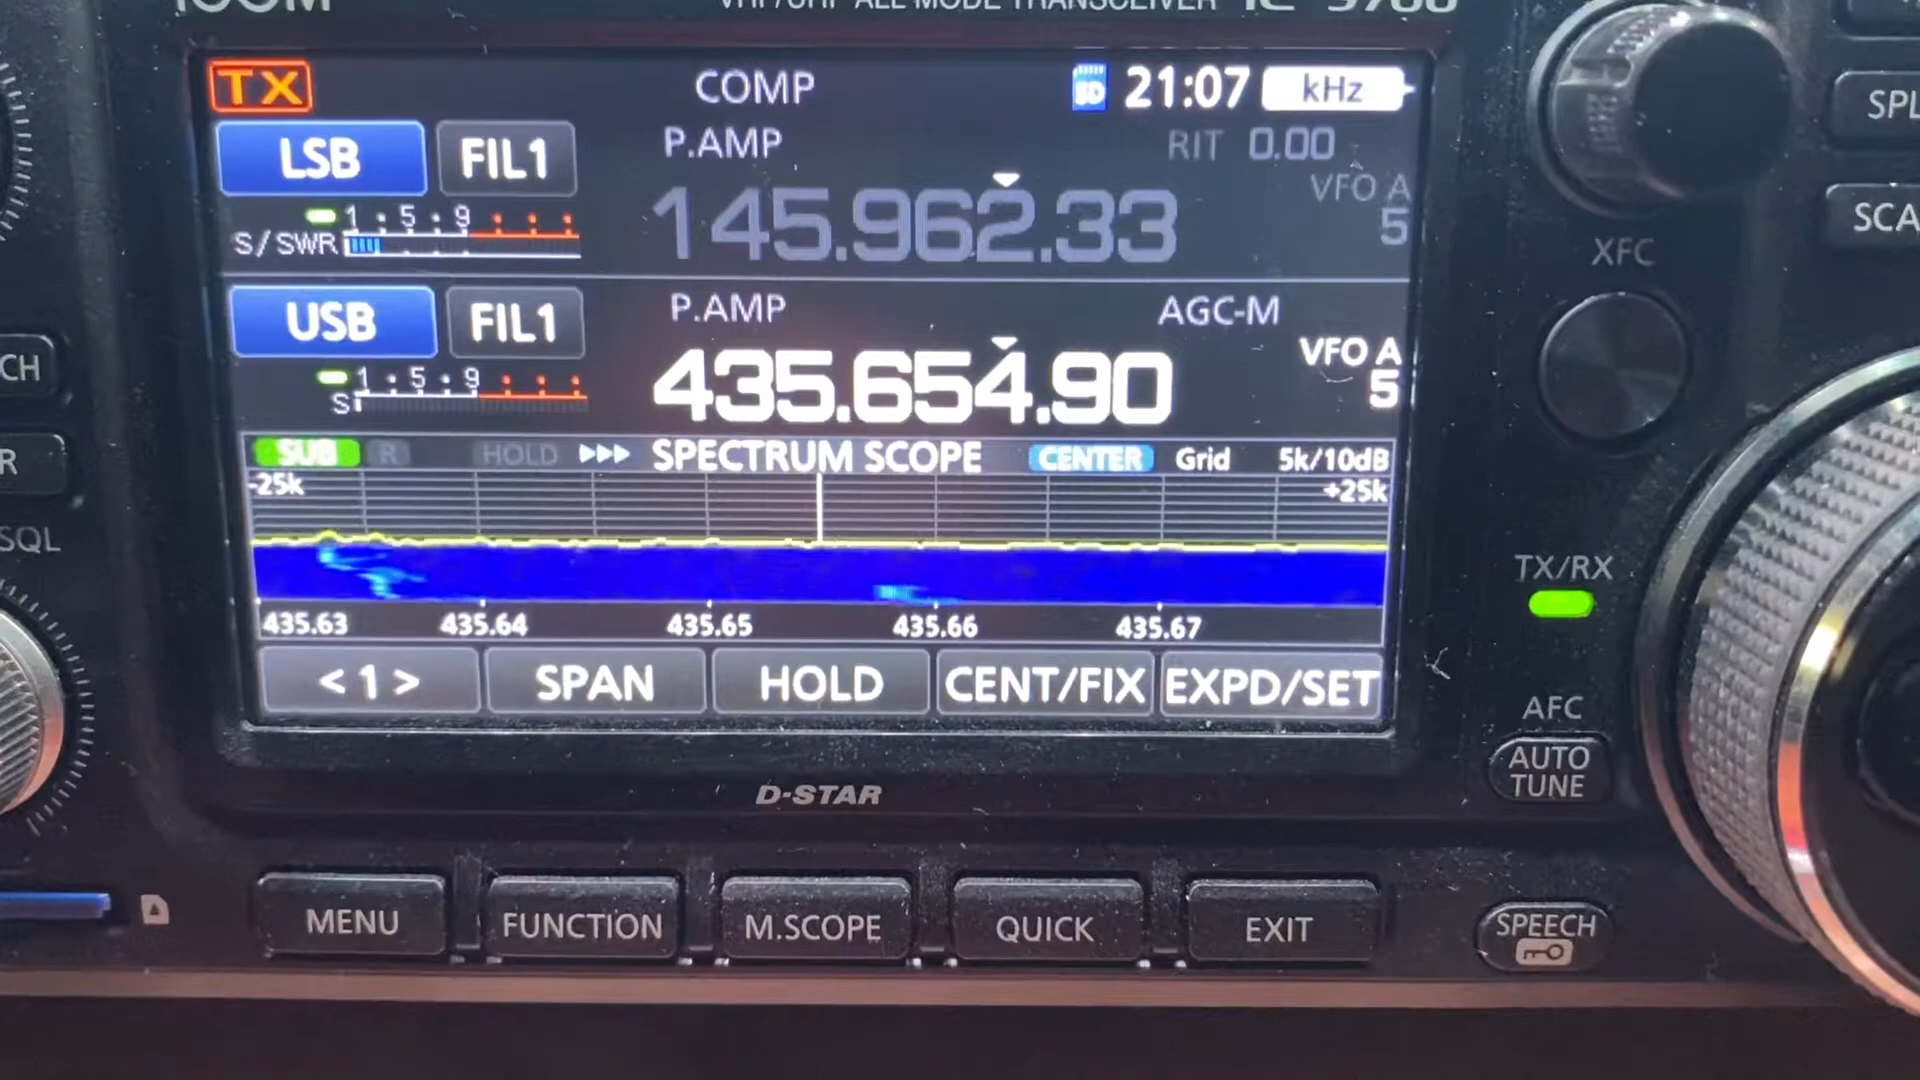 ICOM VHF/UHF ALL MODE TRANSCEIVER IC-9700
TX COMP 21:07 kHz
LSB FIL1 P.AMP RIT 0.00
VFO A
1 5 9 145.962.33 5
S/SWR
USB FIL1 P.AMP AGC-M
VFO A
1 5 9 435.654.90 5
S
SUB R HOLD SPECTRUM SCOPE CENTER Grid 5k/10dB
-25k +25k
435.63 435.64 435.65 435.66 435.67
< 1 > SPAN HOLD CENT/FIX EXPD/SET
D-STAR
MENU FUNCTION M.SCOPE QUICK EXIT
XFC
TX/RX
AFC
AUTO
TUNE
SPEECH
SPL
SCA
CH
R
SQL